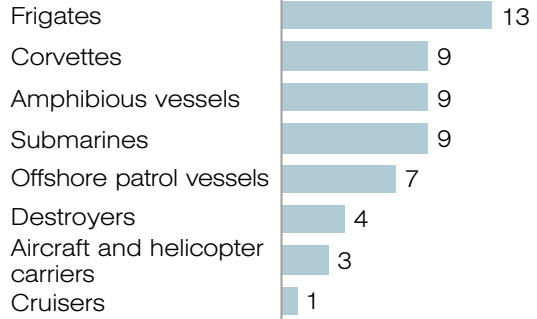 Frigates 13
Corvettes 9
Amphibious vessels 9
Submarines 9
Offshore patrol vessels 7
Destroyers 4
Aircraft and helicopter
carriers 3
Cruisers 1